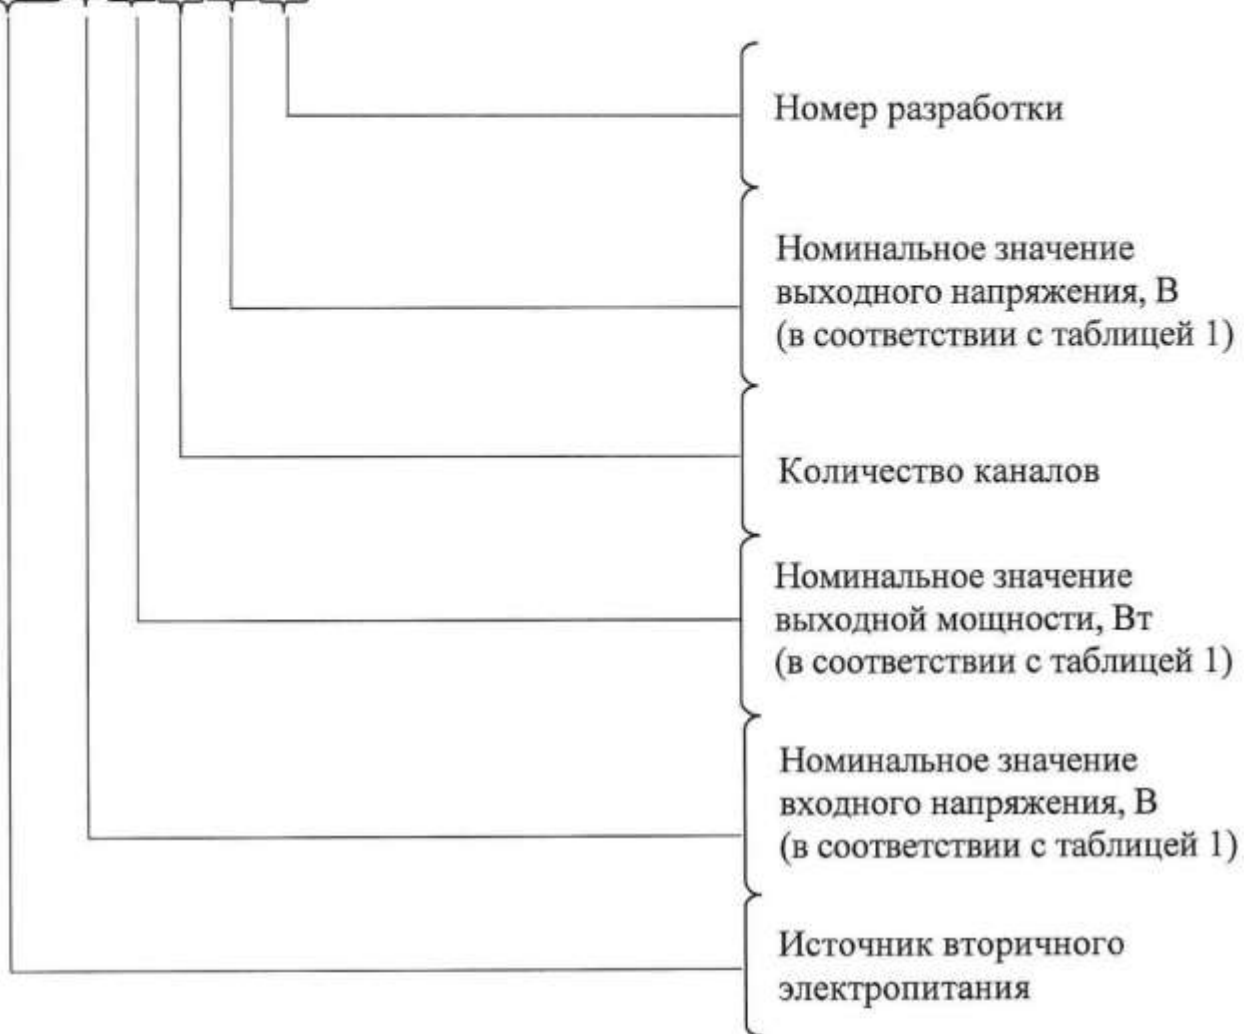 Номер разработки
Номинальное значение
выходного напряжения, В
(в соответствии с таблицей 1)
Количество каналов
Номинальное значение
выходной мощности, Вт
(в соответствии с таблицей 1)
Номинальное значение
входного напряжения, В
(в соответствии с таблицей 1)
Источник вторичного
электропитания